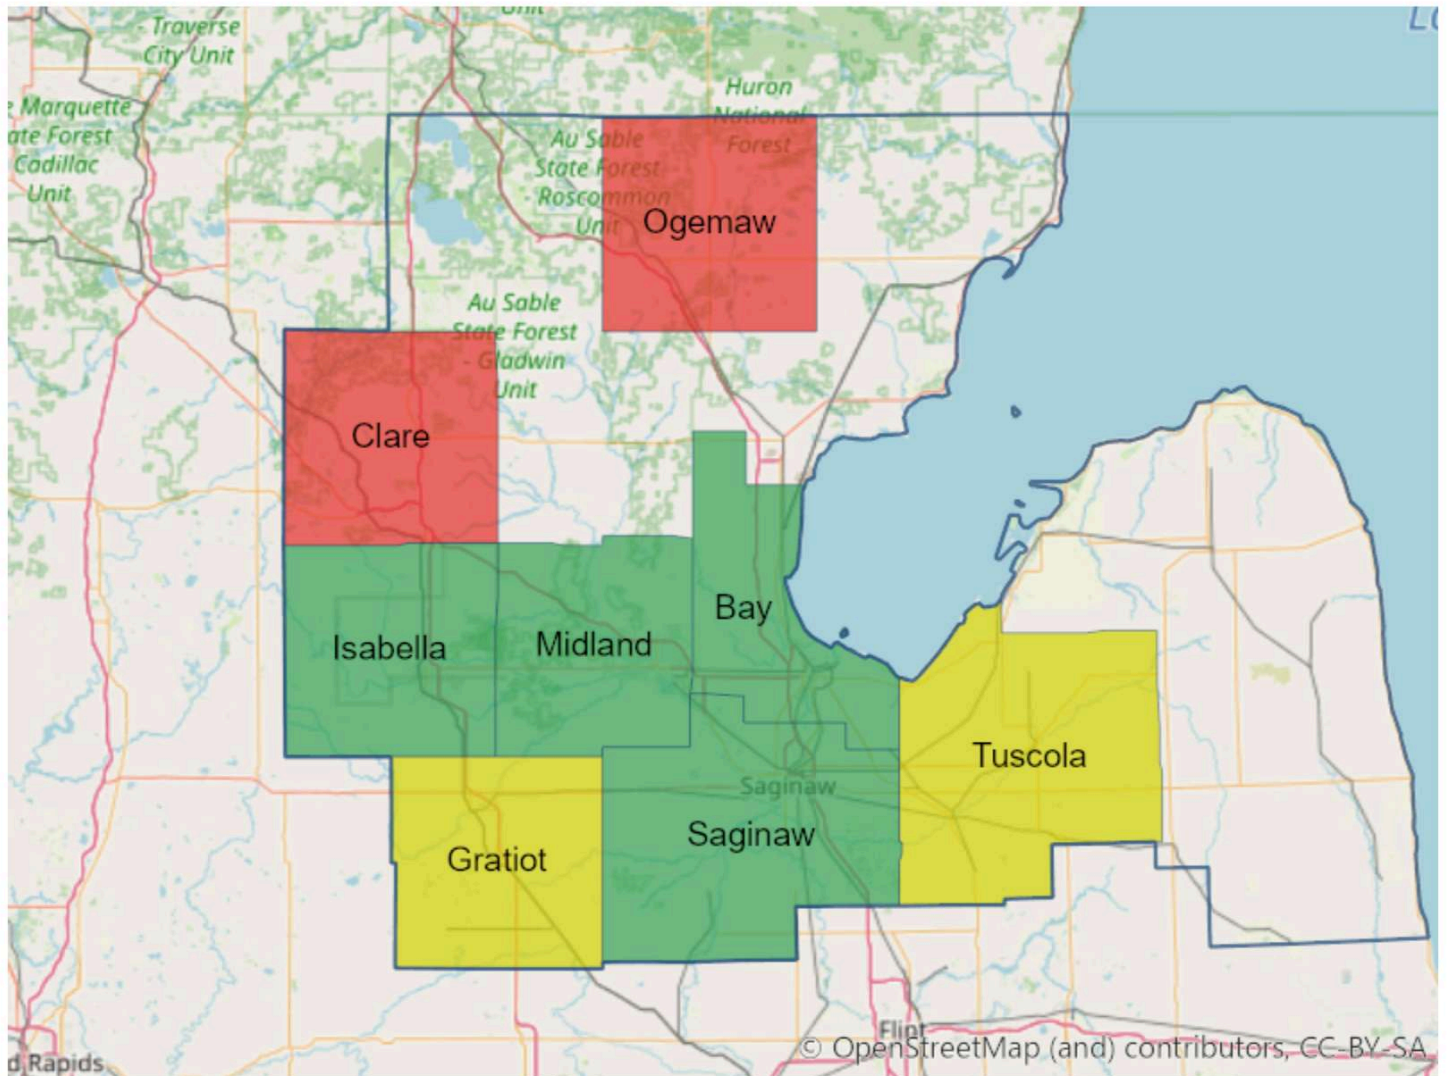 Unit
Traverse
City Unit
Lo
Huron
National
Forest
e Marquette
ate Forest
Cadillac
Unit
Au Sable
State Forest
- Roscommon
Unit
Ogemaw
Au Sable
State Forest
- Gladwin
Unit
Clare
Bay
Isabella
Midland
Tuscola
Saginaw
Saginaw
Gratiot
Flint
© OpenStreetMap (and) contributors, CC-BY-SA
d Rapids